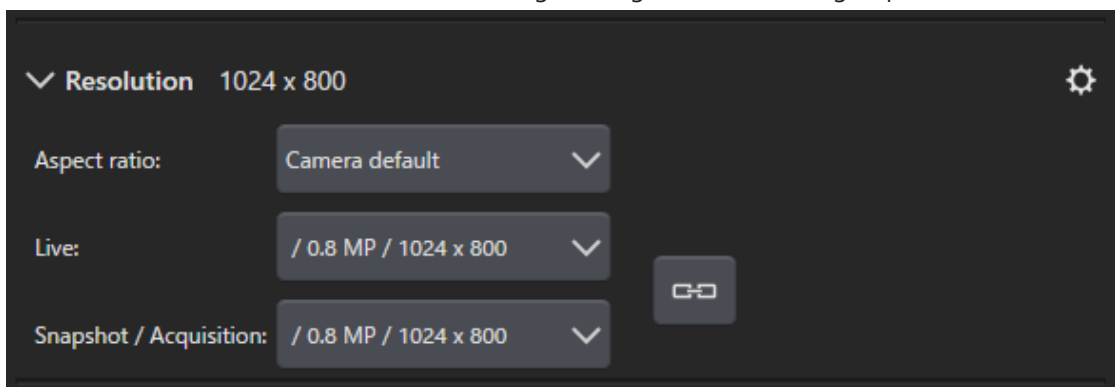 Resolution 1024 x 800
Aspect ratio: Camera default
Live: / 0.8 MP / 1024 x 800
Snapshot / Acquisition: / 0.8 MP / 1024 x 800